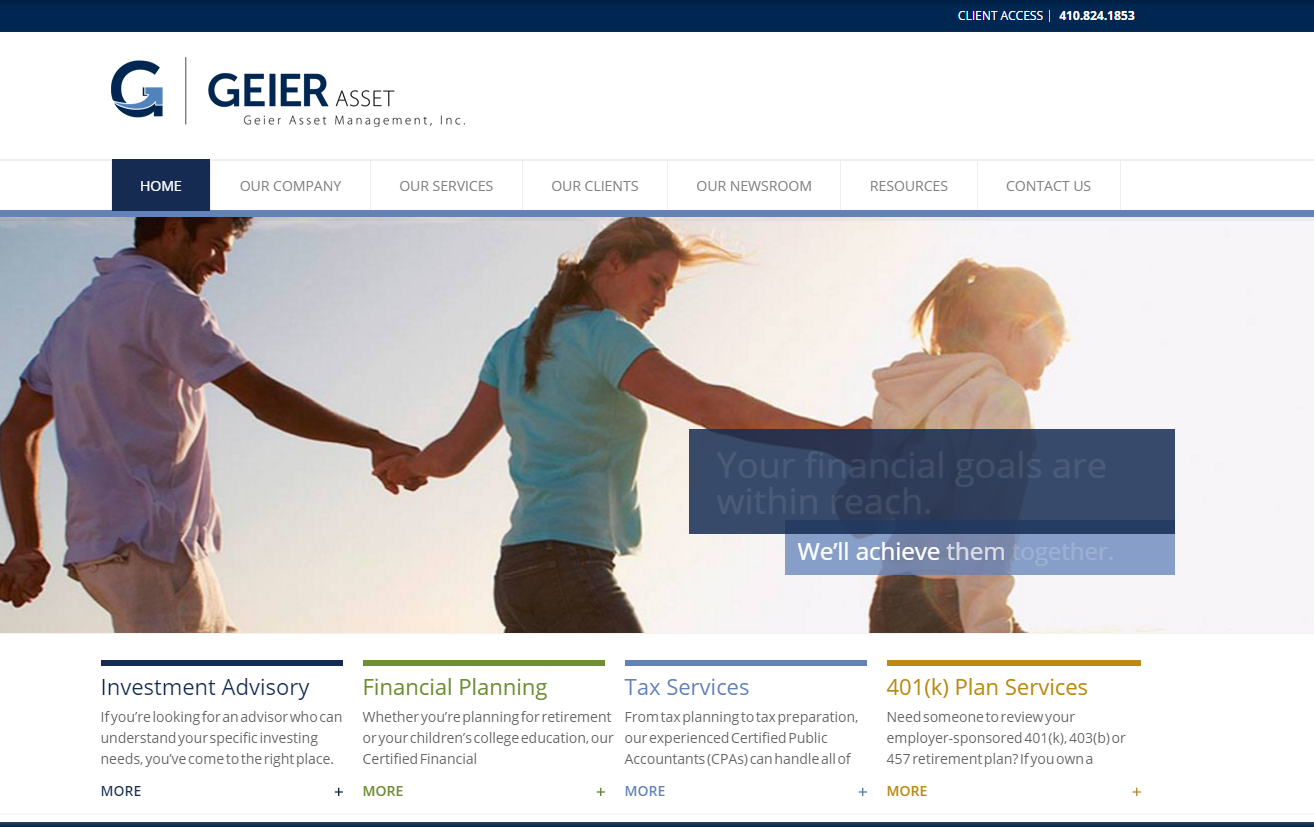 CLIENT ACCESS | 410.824.1853
G
GEIER ASSET
Geier Asset Management, Inc.
HOME
OUR COMPANY
OUR SERVICES
OUR CLIENTS
OUR NEWSROOM
RESOURCES
CONTACT US
Your financial goals are
within reach.
We'll achieve them together.
Investment Advisory
If you're looking for an advisor who can
understand your specific investing
needs, you've come to the right place.
MORE +
Financial Planning
Whether you're planning for retirement
or your children's college education, our
Certified Financial
MORE +
Tax Services
From tax planning to tax preparation,
our experienced Certified Public
Accountants (CPAs) can handle all of
MORE +
401(k) Plan Services
Need someone to review your
employer-sponsored 401(k), 403(b) or
457 retirement plan? If you own a
MORE +